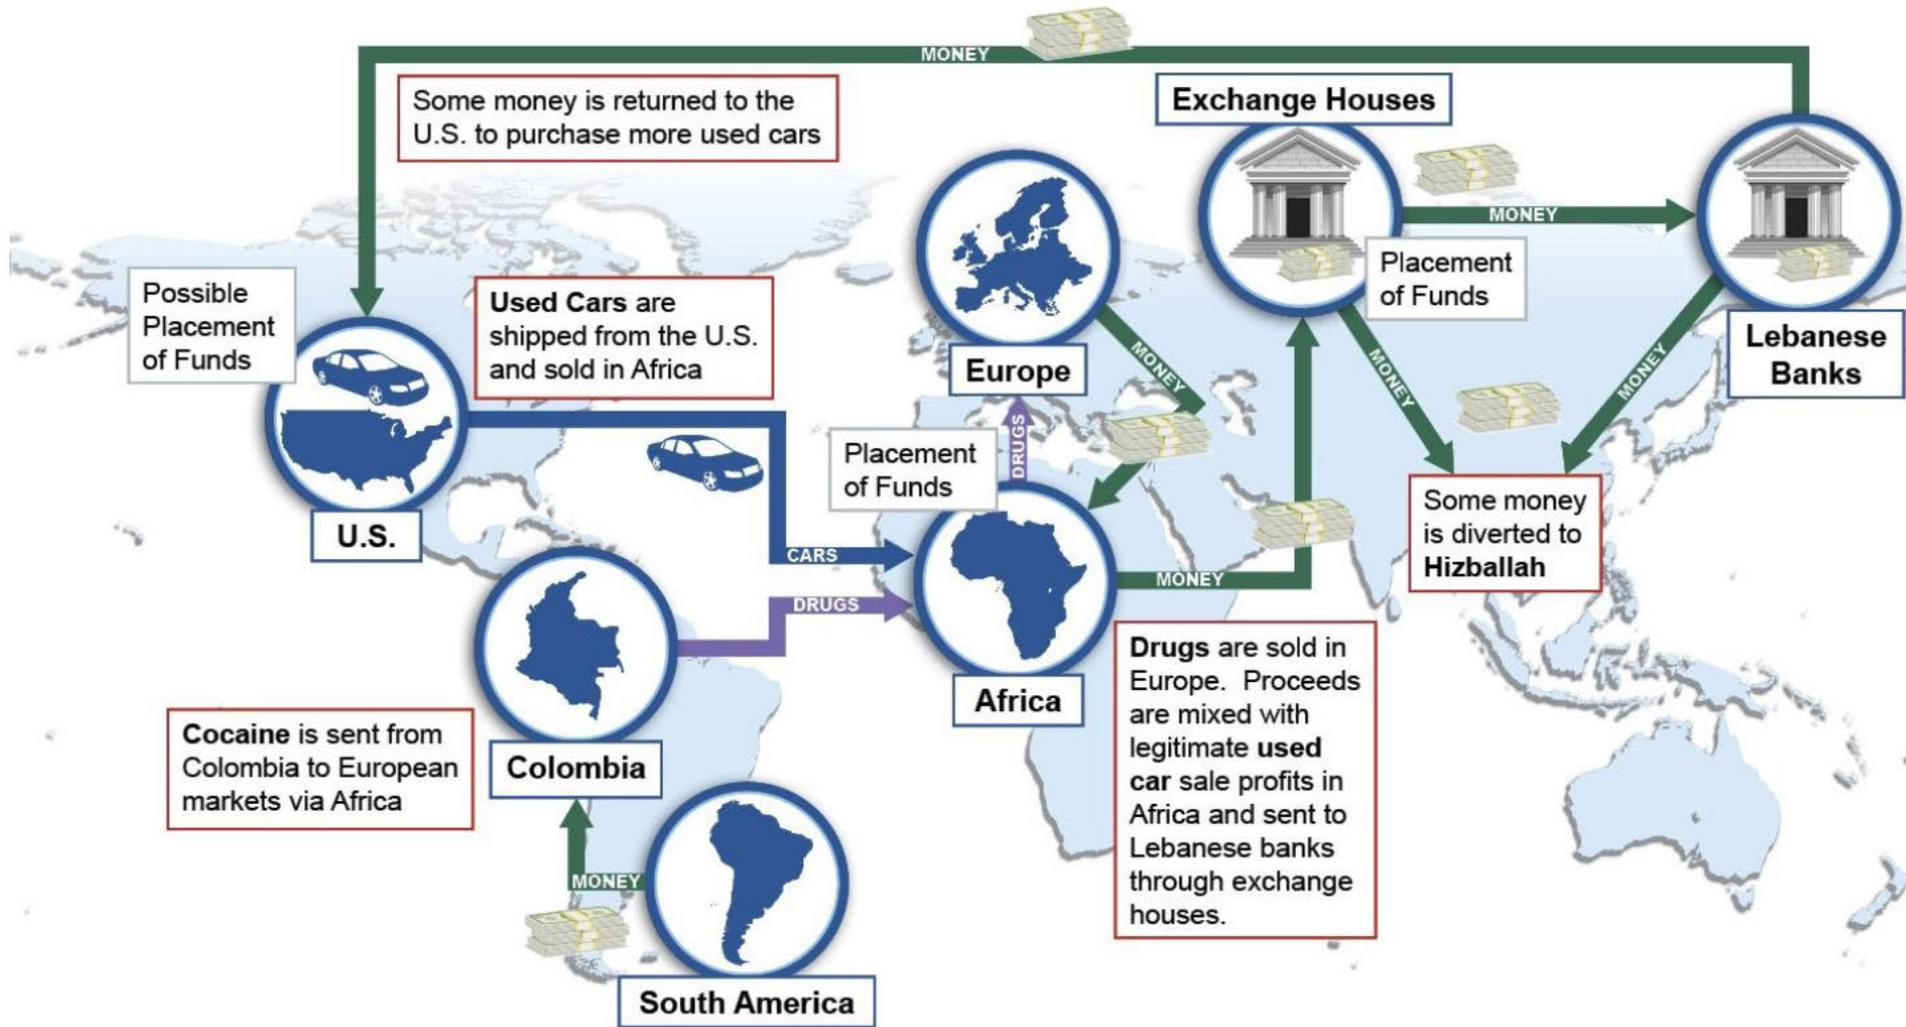 MONEY
Some money is returned to the
U.S. to purchase more used cars
Exchange Houses
MONEY
Placement
of Funds
Lebanese
Banks
Possible
Placement
of Funds
Used Cars are
shipped from the U.S.
and sold in Africa
Europe
MONEY
MONEY
MONEY
DRUGS
Placement
of Funds
U.S.
CARS
DRUGS
MONEY
Some money
is diverted to
Hizballah
Africa
Drugs are sold in
Europe. Proceeds
are mixed with
legitimate used
car sale profits in
Africa and sent to
Lebanese banks
through exchange
houses.
Cocaine is sent from
Colombia to European
markets via Africa
Colombia
MONEY
South America